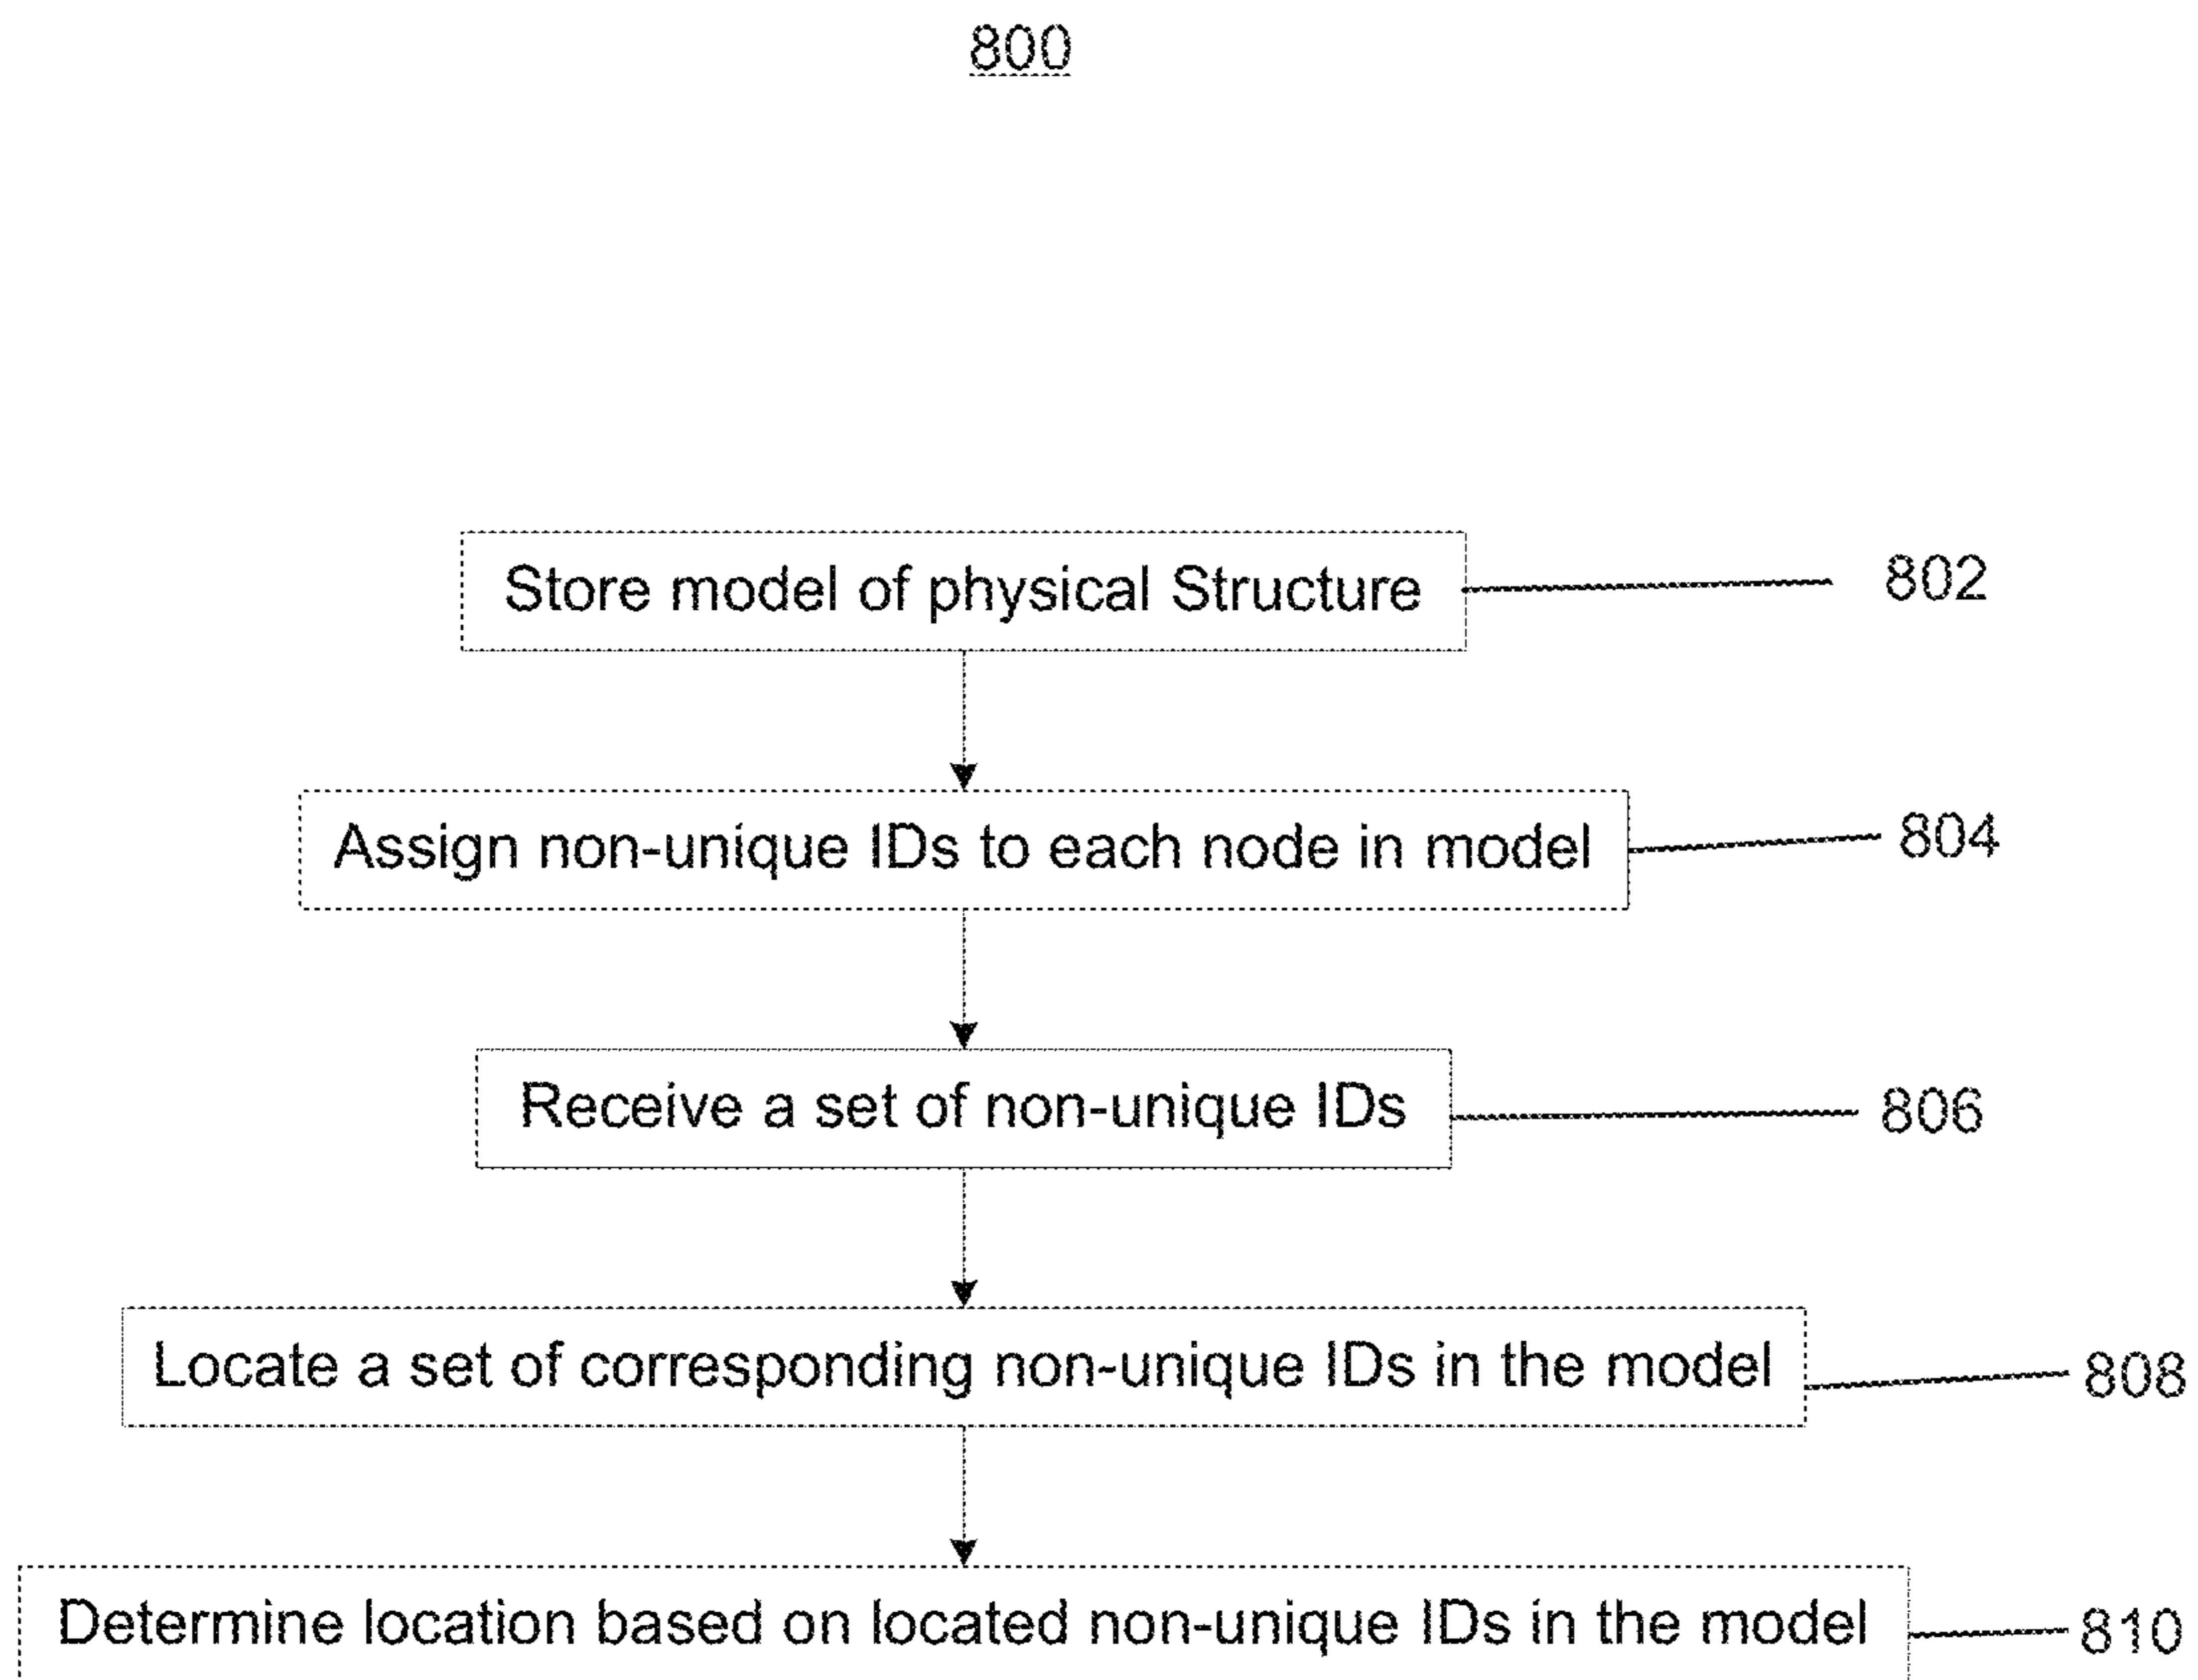 800
Store model of physical Structure
802
Assign non-unique IDs to each node in model
804
Receive a set of non-unique IDs
806
Locate a set of corresponding non-unique IDs in the model
808
Determine location based on located non-unique IDs in the model
810